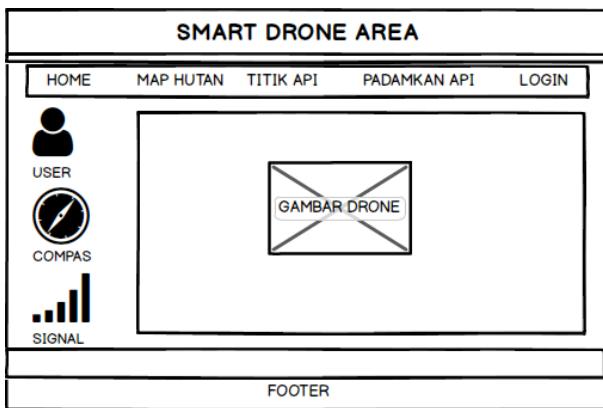 SMART DRONE AREA
HOME MAP HUTAN TITIK API PADAMKAN API LOGIN
USER
GAMBAR DRONE
COMPAS
SIGNAL
FOOTER